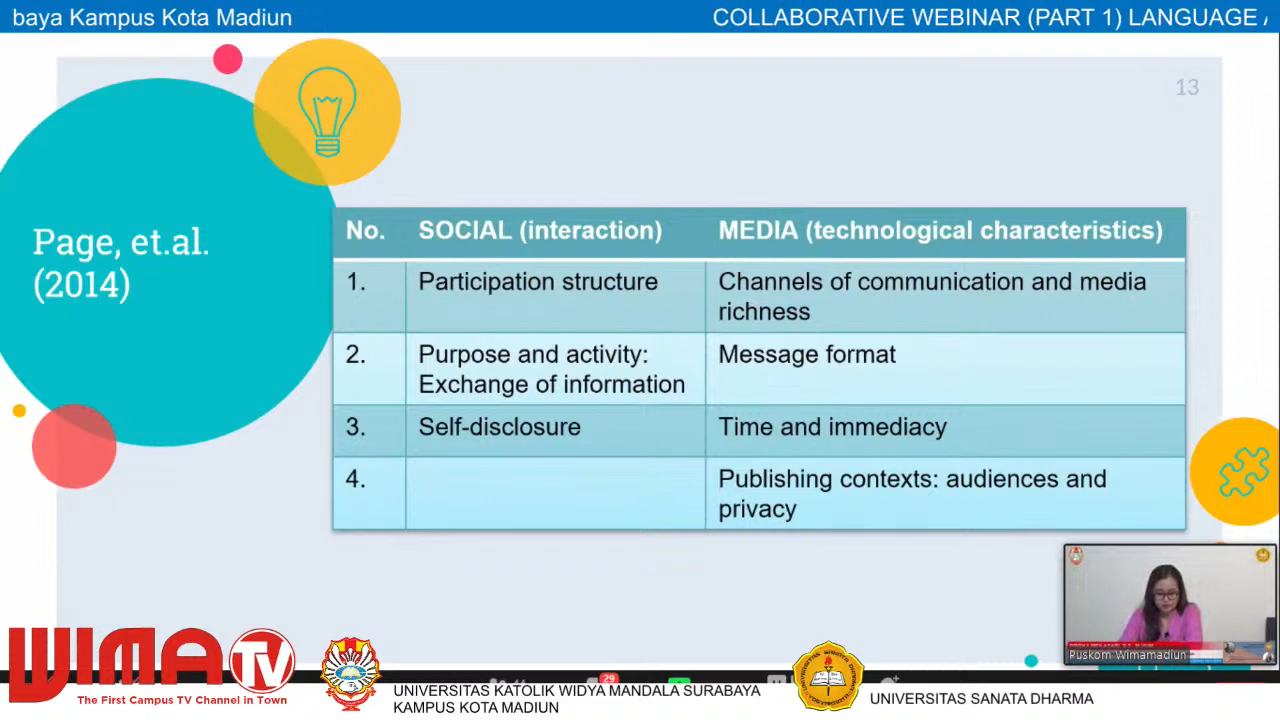 baya Kampus Kota Madiun
COLLABORATIVE WEBINAR (PART 1) LANGUAGE
13
Page, et.al.
(2014)
No. SOCIAL (interaction) MEDIA (technological characteristics)
1. Participation structure Channels of communication and media
richness
2. Purpose and activity: Message format
Exchange of information
3. Self-disclosure Time and immediacy
4. Publishing contexts: audiences and
privacy
Puskom Wimamadiun
WIMA TV
The First Campus TV Channel in Town
29
UNIVERSITAS KATOLIK WIDYA MANDALA SURABAYA
KAMPUS KOTA MADIUN
UNIVERSITAS SANATA DHARMA